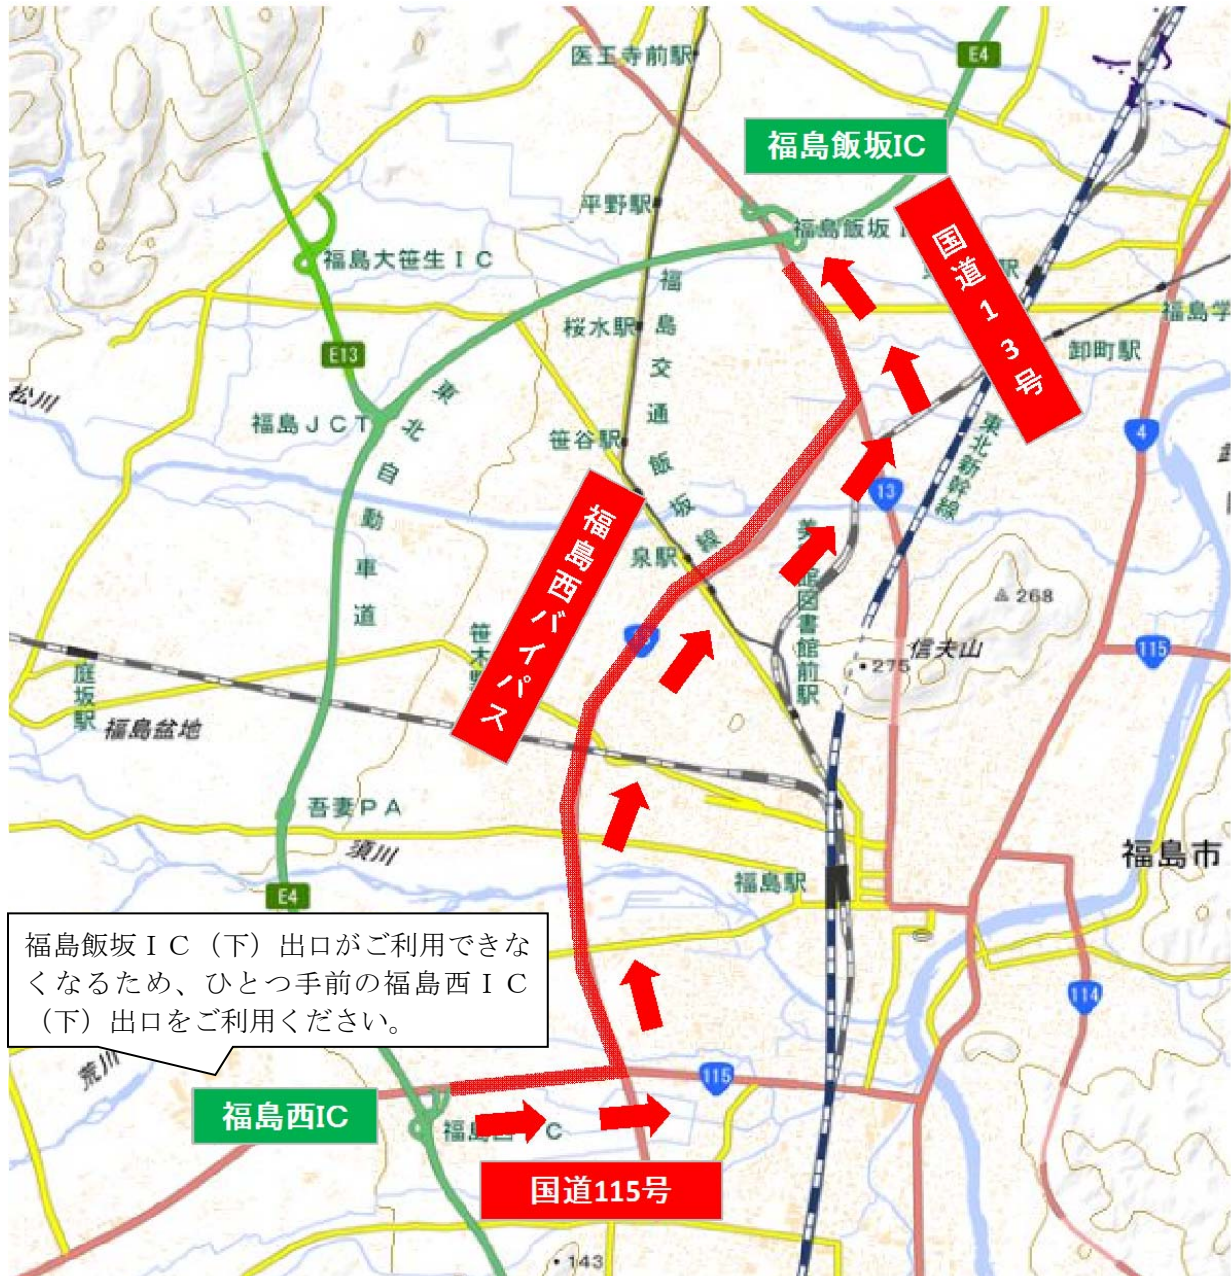 医王寺前駅
E4
福島飯坂IC
平野駅
福島飯坂
国道13号
福島大笹生IC
福島交通飯坂線
桜水駅
駅
福島学
卸町駅
E13
松川
福島JCT
東北自動車道
笹谷駅
4
東北新幹線
13
福島西バイパス
泉駅
館図書館前駅
268
笹木
信夫山
275
115
庭坂駅
福島盆地
吾妻PA
須川
福島市
福島駅
E4
福島飯坂IC（下）出口がご利用できな
くなるため、ひとつ手前の福島西IC
（下）出口をご利用ください。
114
荒川
115
福島西IC
福島西 C
国道115号
143